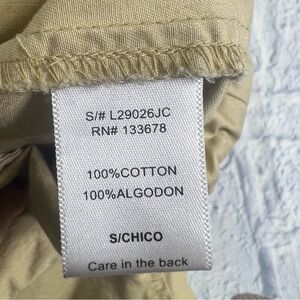 S/# L29026JC
RN# 133678
100%COTTON
100%ALGODON
S/CHICO
Care in the back